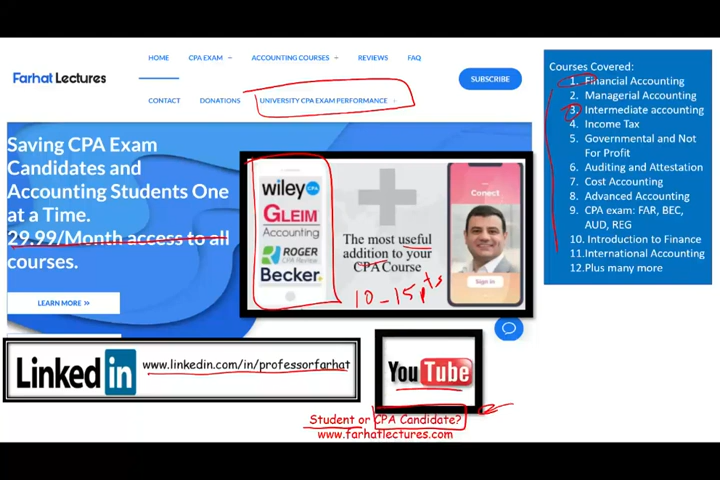 HOME
CPA EXAM
ACCOUNTING COURSES
REVIEWS
FAQ
Farhat Lectures
SUBSCRIBE
CONTACT
DONATIONS
UNIVERSITY CPA EXAM PERFORMANCE
Saving CPA Exam
Candidates and
Accounting Students One
at a Time.
29.99/Month access to all
courses.
LEARN MORE »
wiley CPA
GLEIM
Accounting
ROGER
CPA Review
Becker.
The most useful
addition to your
CPA Course
10-15 pts
Conect
Sign in
Linked in
www.linkedin.com/in/professorfarhat
YouTube
Student or CPA Candidate?
www.farhatlectures.com
Courses Covered:
1. Financial Accounting
2. Managerial Accounting
3. Intermediate accounting
4. Income Tax
5. Governmental and Not
For Profit
6. Auditing and Attestation
7. Cost Accounting
8. Advanced Accounting
9. CPA exam: FAR, BEC,
AUD, REG
10. Introduction to Finance
11.International Accounting
12.Plus many more